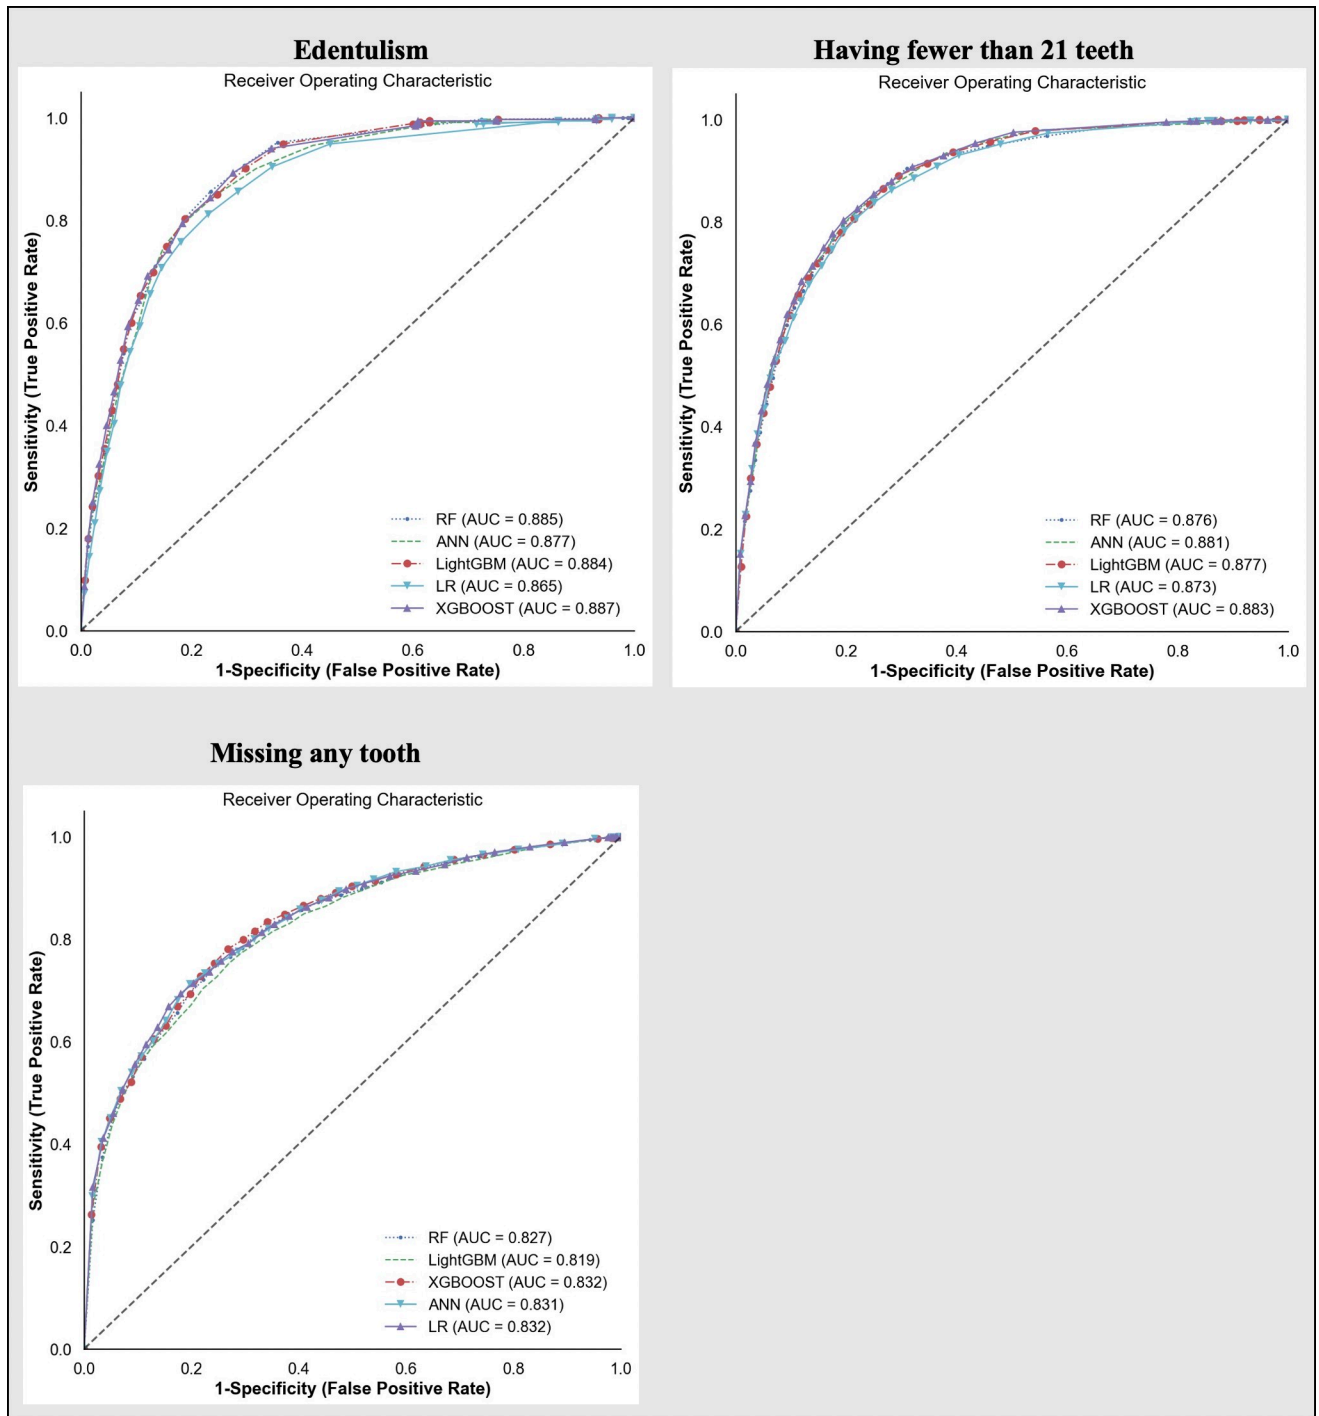 Edentulism
Receiver Operating Characteristic
1.0
0.8
0.6
0.4
0.2
0.0
Sensitivity (True Positive Rate)
RF (AUC = 0.885)
ANN (AUC = 0.877)
LightGBM (AUC = 0.884)
LR (AUC = 0.865)
XGBOOST (AUC = 0.887)
0.0 0.2 0.4 0.6 0.8 1.0
1-Specificity (False Positive Rate)
Having fewer than 21 teeth
Receiver Operating Characteristic
1.0
0.8
0.6
0.4
0.2
0.0
Sensitivity (True Positive Rate)
RF (AUC = 0.876)
ANN (AUC = 0.881)
LightGBM (AUC = 0.877)
LR (AUC = 0.873)
XGBOOST (AUC = 0.883)
0.0 0.2 0.4 0.6 0.8 1.0
1-Specificity (False Positive Rate)
Missing any tooth
Receiver Operating Characteristic
1.0
0.8
0.6
0.4
0.2
0.0
Sensitivity (True Positive Rate)
RF (AUC = 0.827)
LightGBM (AUC = 0.819)
XGBOOST (AUC = 0.832)
ANN (AUC = 0.831)
LR (AUC = 0.832)
0.0 0.2 0.4 0.6 0.8 1.0
1-Specificity (False Positive Rate)